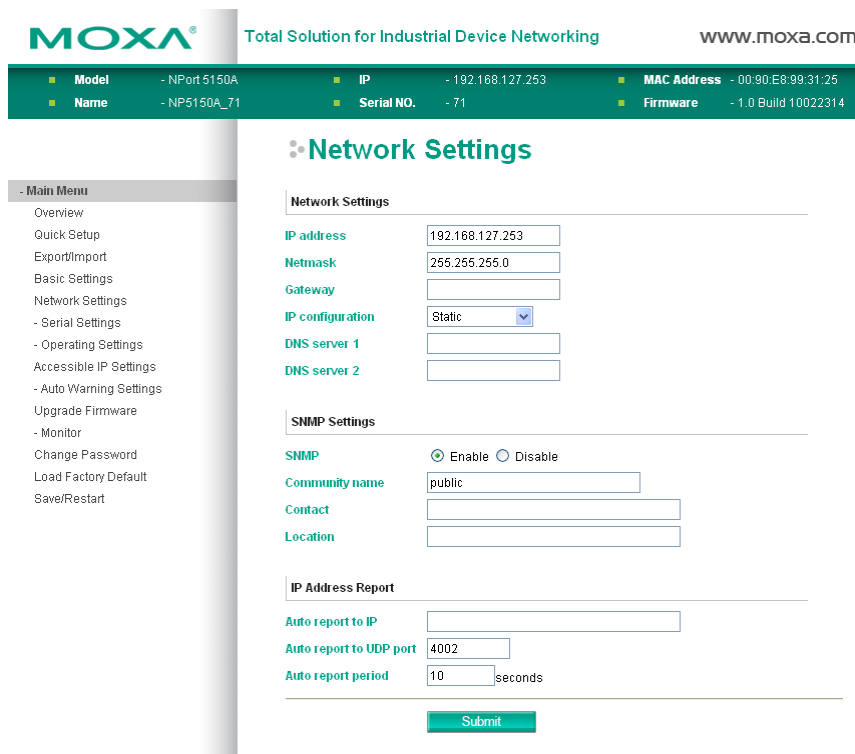 MOXA® Total Solution for Industrial Device Networking www.moxa.com
Model - NPort 5150A IP - 192.168.127.253 MAC Address - 00:90:E8:99:31:25
Name - NP5150A_71 Serial NO. - 71 Firmware - 1.0 Build 10022314
- Main Menu
Overview
Quick Setup
Export/Import
Basic Settings
Network Settings
- Serial Settings
- Operating Settings
Accessible IP Settings
- Auto Warning Settings
Upgrade Firmware
- Monitor
Change Password
Load Factory Default
Save/Restart
Network Settings
Network Settings
IP address 192.168.127.253
Netmask 255.255.255.0
Gateway
IP configuration Static
DNS server 1
DNS server 2
SNMP Settings
SNMP Enable Disable
Community name public
Contact
Location
IP Address Report
Auto report to IP
Auto report to UDP port 4002
Auto report period 10 seconds
Submit